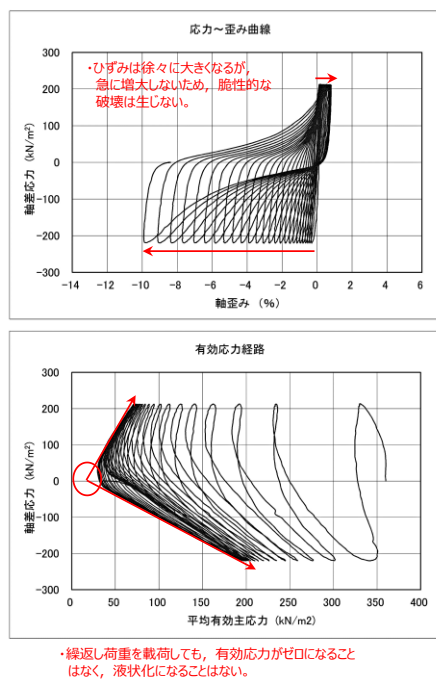 応力～歪み曲線
・ひずみは徐々に大きくなるが,
急に増大しないため, 脆性的な
破壊は生じない。
300
200
100
0
-100
-200
300
軸差応力 (kN/m²)
-14 -12 -10 -8 -6 -4 -2 0 2 4 6
軸歪み (%)
有効応力経路
300
200
100
0
-100
-200
-300
軸差応力 (kN/m²)
0 50 100 150 200 250 300 350 400
平均有効主応力 (kN/m2)
・繰返し荷重を載荷しても, 有効応力がゼロになること
はなく, 液状化になることはない。